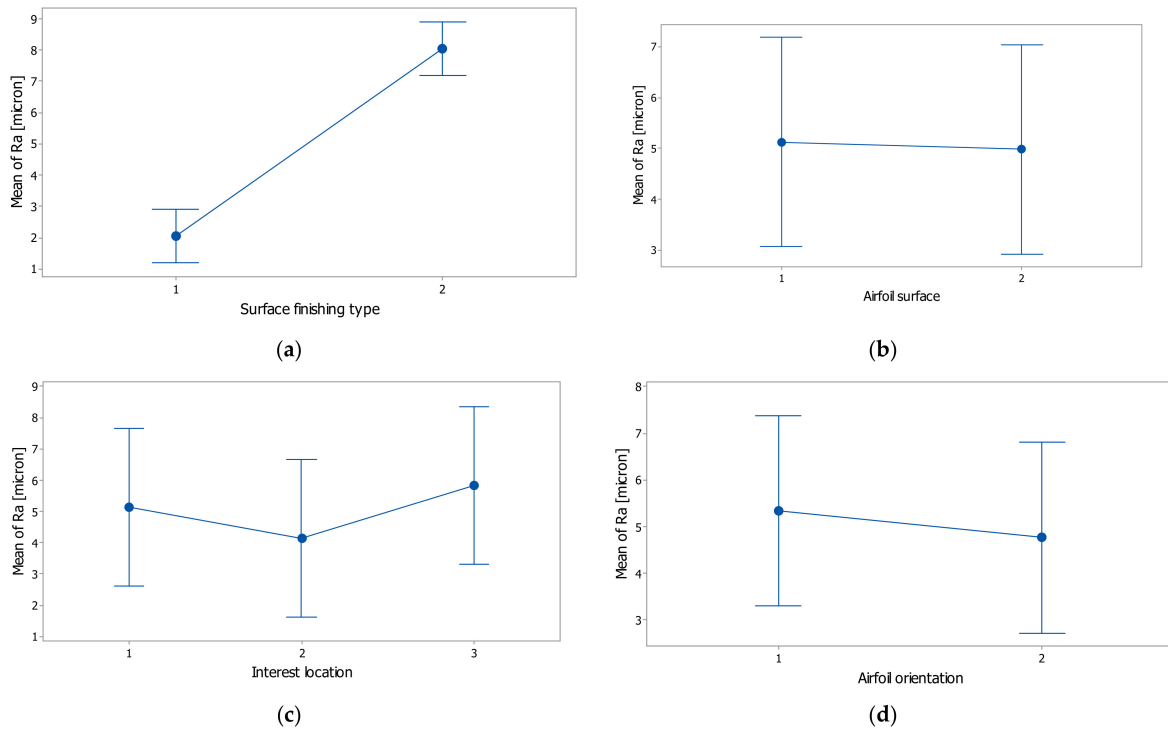 9
8
7
6
5
4
3
2
1
Mean of Ra [micron]
1 2
Surface finishing type
(a)
7
6
5
4
3
Mean of Ra [micron]
1 2
Airfoil surface
(b)
9
8
7
6
5
4
3
2
1
Mean of Ra [micron]
1 2 3
Interest location
(c)
8
7
6
5
4
3
Mean of Ra [micron]
1 2
Airfoil orientation
(d)